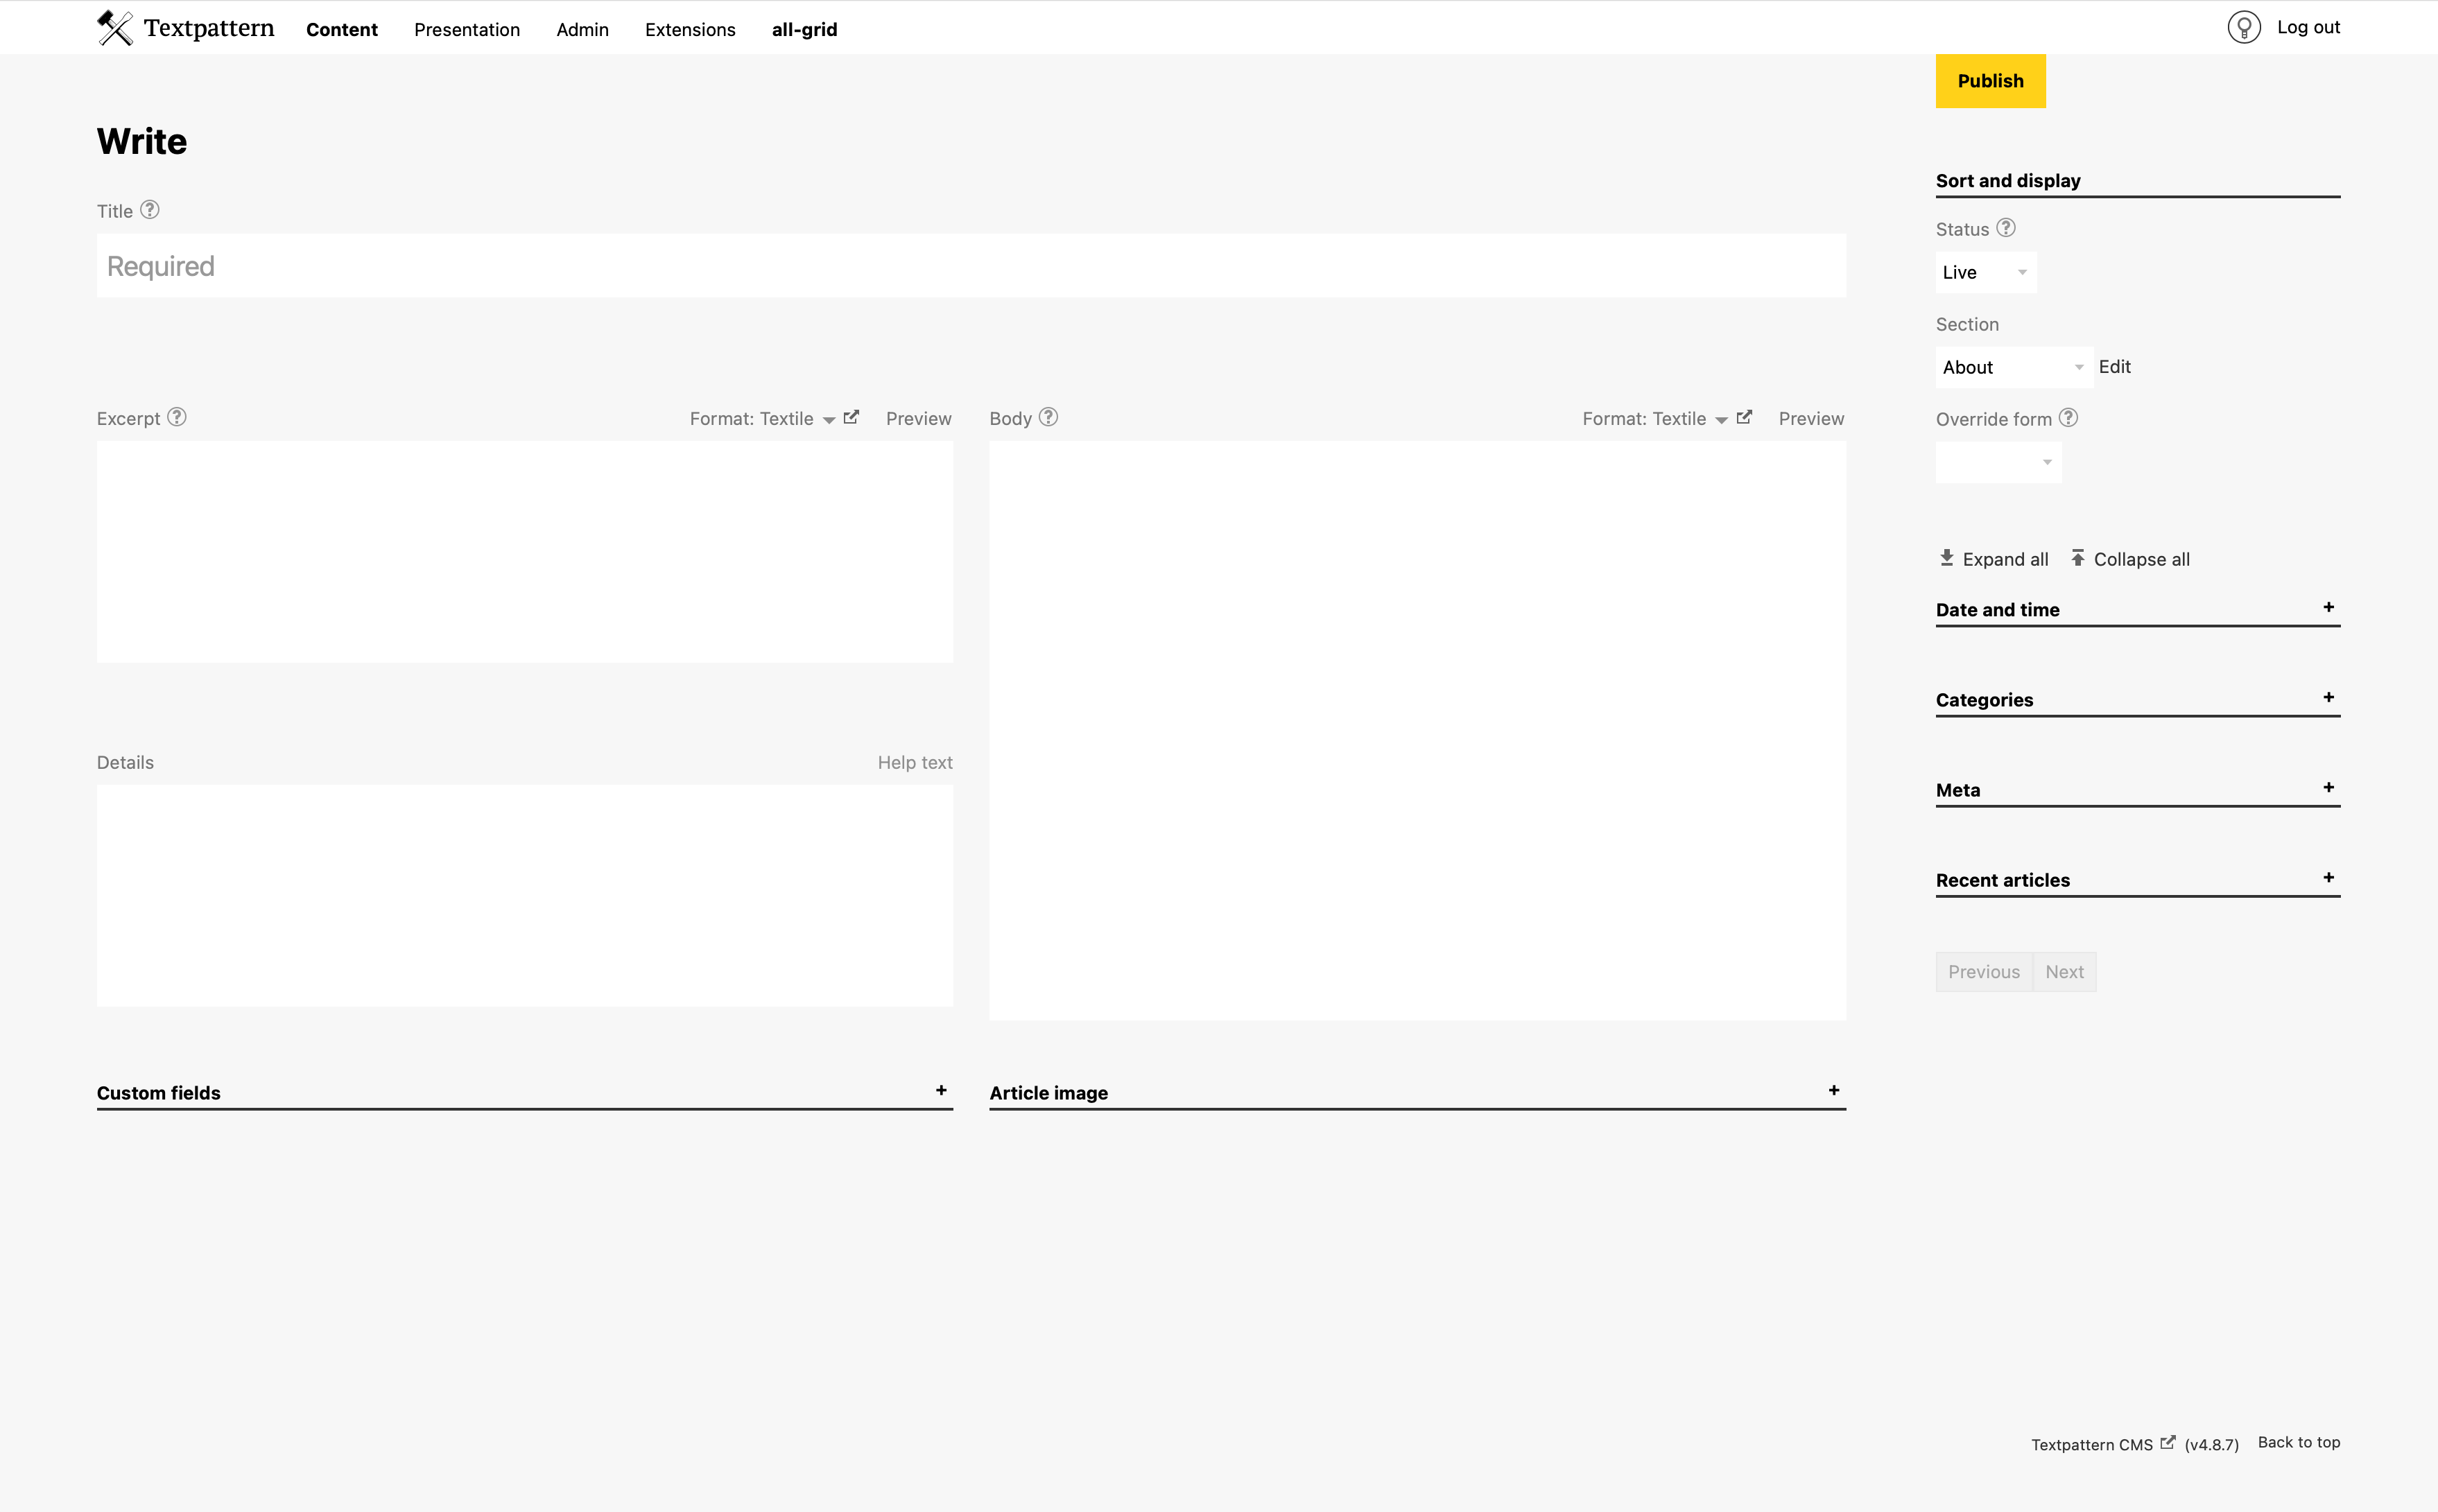 Textpattern Content Presentation Admin Extensions all-grid Log out
Publish
Write
Title ?
Required
Excerpt ? Format: Textile Preview
Details Help text
Custom fields +
Body ? Format: Textile Preview
Article image +
Sort and display
Status ?
Live
Section
About Edit
Override form ?
Expand all Collapse all
Date and time +
Categories +
Meta +
Recent articles +
Previous Next
Textpattern CMS (v4.8.7) Back to top